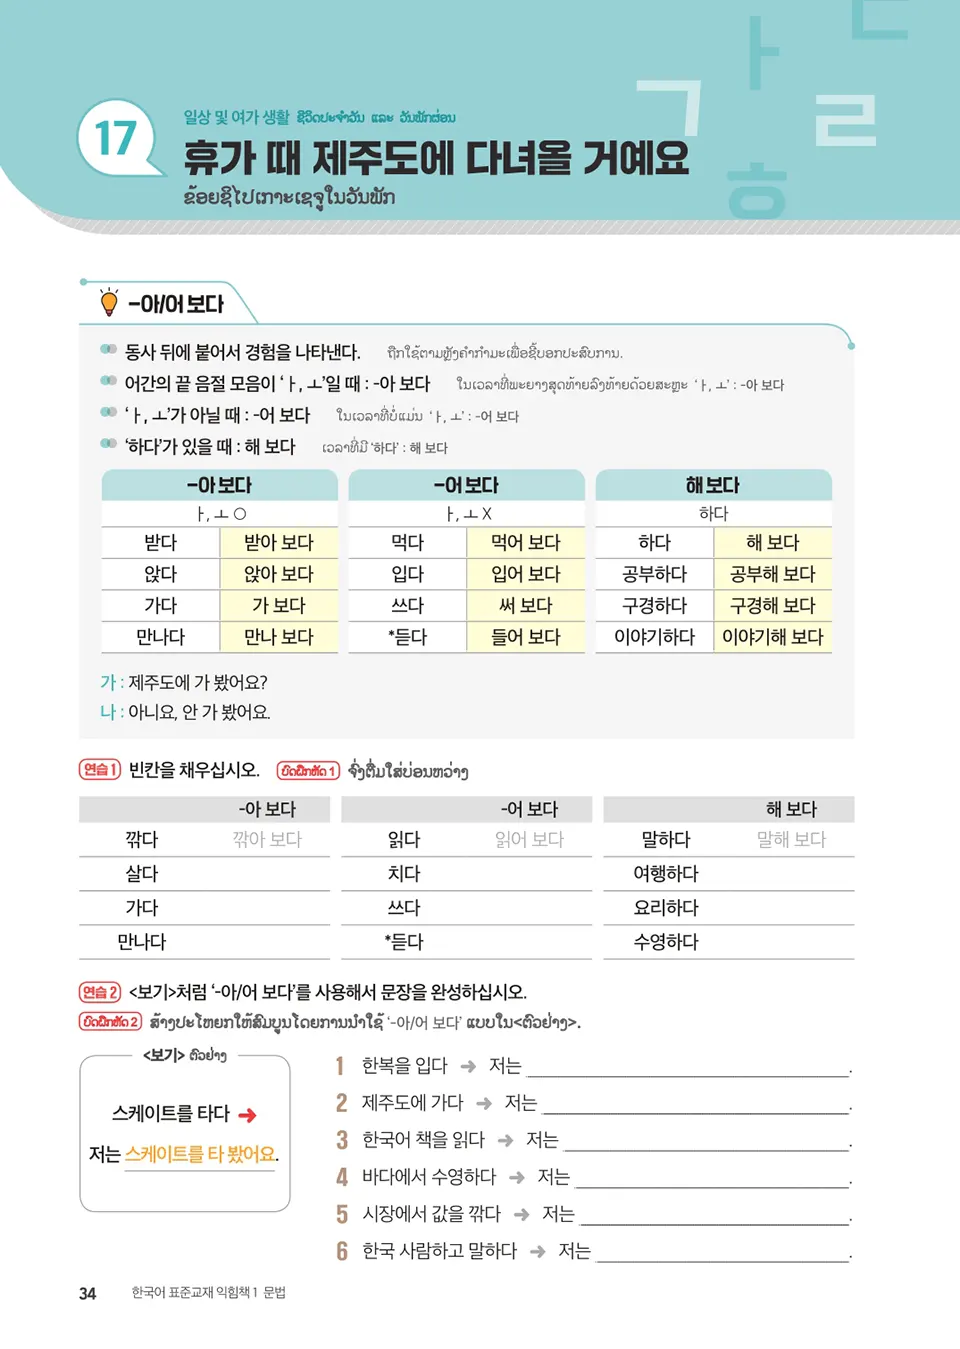 17
일상 및 여가 생활 ຊີວິດປະຈຳວັນ ແລະ ວັນພັກຜ່ອນ
휴가 때 제주도에 다녀올 거예요
ຂ້ອຍຊິໄປເກາະເຊຈູໃນວັນພັກ
ㅏ ㄴ ㄱ ㄹ ㅎ
-아/어 보다
동사 뒤에 붙어서 경험을 나타낸다. ຖືກໃຊ້ຕາມຫຼັງຄຳກຳມະເພື່ອຊີ້ບອກປະສົບການ.
어간의 끝 음절 모음이 ‘ㅏ, ㅗ’일 때 : -아 보다 ໃນເວລາທີ່ພະຍາງສຸດທ້າຍລົງທ້າຍດ້ວຍສະຫຼະ ‘ㅏ, ㅗ’ : -아 보다
‘ㅏ, ㅗ’가 아닐 때 : -어 보다 ໃນເວລາທີ່ບໍ່ແມ່ນ ‘ㅏ, ㅗ’ : -어 보다
‘하다’가 있을 때 : 해 보다 ເວລາທີ່ມີ ‘하다’ : 해 보다
-아 보다 -어 보다 해 보다
ㅏ, ㅗ O ㅏ, ㅗ X 하다
받다 받아 보다 먹다 먹어 보다 하다 해 보다
앉다 앉아 보다 입다 입어 보다 공부하다 공부해 보다
가다 가 보다 쓰다 써 보다 구경하다 구경해 보다
만나다 만나 보다 *듣다 들어 보다 이야기하다 이야기해 보다
가 : 제주도에 가 봤어요?
나 : 아니요, 안 가 봤어요.
연습 1 빈칸을 채우십시오. ບົດຝຶກຫັດ 1 ຈົ່ງຕື່ມໃສ່ບ່ອນຫວ່າງ
-아 보다 -어 보다 해 보다
깎다 깎아 보다 읽다 읽어 보다 말하다 말해 보다
살다 치다 여행하다
가다 쓰다 요리하다
만나다 *듣다 수영하다
연습 2 <보기>처럼 ‘-아/어 보다’를 사용해서 문장을 완성하십시오.
ບົດຝຶກຫັດ 2 ສ້າງປະໂຫຍກໃຫ້ສົມບູນໂດຍການນຳໃຊ້ ‘-아/어 보다’ ແບບໃນ<ຕົວຢ່າງ>.
<보기> ຕົວຢ່າງ
스케이트를 타다 ➜
저는 스케이트를 타 봤어요.
1 한복을 입다 ➜ 저는 .
2 제주도에 가다 ➜ 저는 .
3 한국어 책을 읽다 ➜ 저는 .
4 바다에서 수영하다 ➜ 저는 .
5 시장에서 값을 깎다 ➜ 저는 .
6 한국 사람하고 말하다 ➜ 저는 .
34 한국어 표준교재 익힘책 1 문법